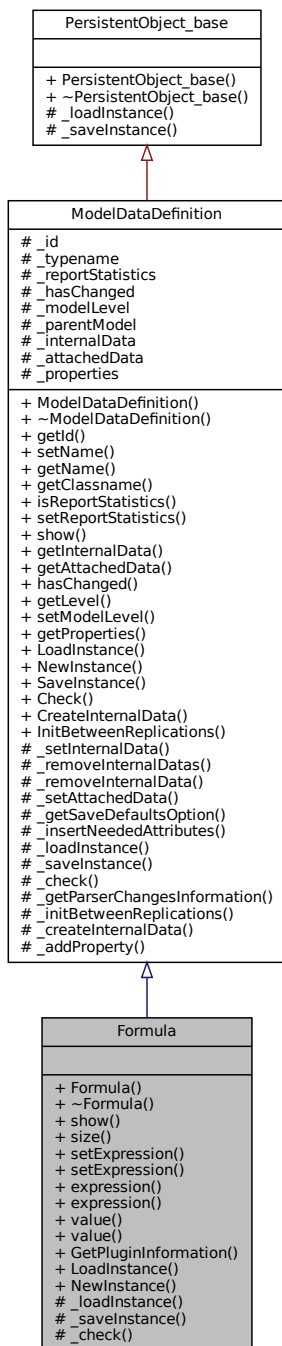 PersistentObject_base
+ PersistentObject_base()
+ ~PersistentObject_base()
# _loadInstance()
# _saveInstance()
ModelDataDefinition
# _id
# _typename
# _reportStatistics
# _hasChanged
# _modelLevel
# _parentModel
# _internalData
# _attachedData
# _properties
+ ModelDataDefinition()
+ ~ModelDataDefinition()
+ getId()
+ setName()
+ getName()
+ getClassname()
+ isReportStatistics()
+ setReportStatistics()
+ show()
+ getInternalData()
+ getAttachedData()
+ hasChanged()
+ getLevel()
+ setModelLevel()
+ getProperties()
+ LoadInstance()
+ NewInstance()
+ SaveInstance()
+ Check()
+ CreateInternalData()
+ InitBetweenReplications()
# _setInternalData()
# _removeInternalDatas()
# _removeInternalData()
# _setAttachedData()
# _getSaveDefaultsOption()
# _insertNeededAttributes()
# _loadInstance()
# _saveInstance()
# _check()
# _getParserChangesInformation()
# _initBetweenReplications()
# _createInternalData()
# _addProperty()
Formula
+ Formula()
+ ~Formula()
+ show()
+ size()
+ setExpression()
+ setExpression()
+ expression()
+ expression()
+ value()
+ value()
+ GetPluginInformation()
+ LoadInstance()
+ NewInstance()
# _loadInstance()
# _saveInstance()
# _check()